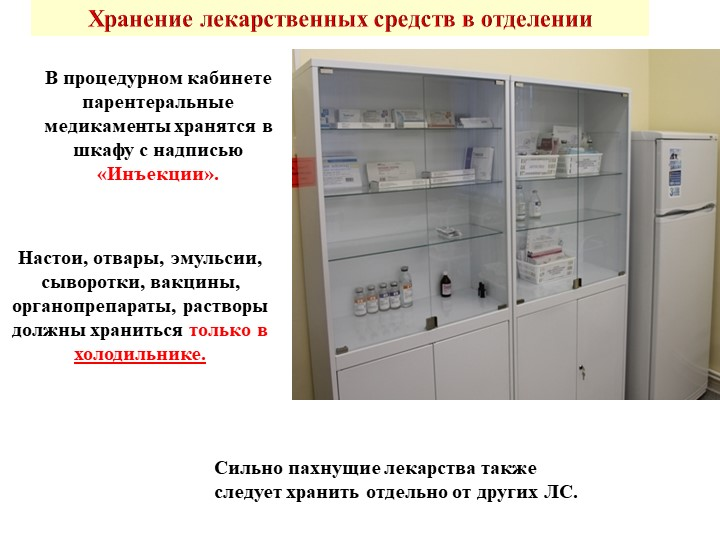 Хранение лекарственных средств в отделении
В процедурном кабинете
парентеральные
медикаменты хранятся в
шкафу с надписью
«Инъекции».
Настои, отвары, эмульсии,
сыворотки, вакцины,
органопрепараты, растворы
должны храниться только в
холодильнике.
Сильно пахнущие лекарства также
следует хранить отдельно от других ЛС.